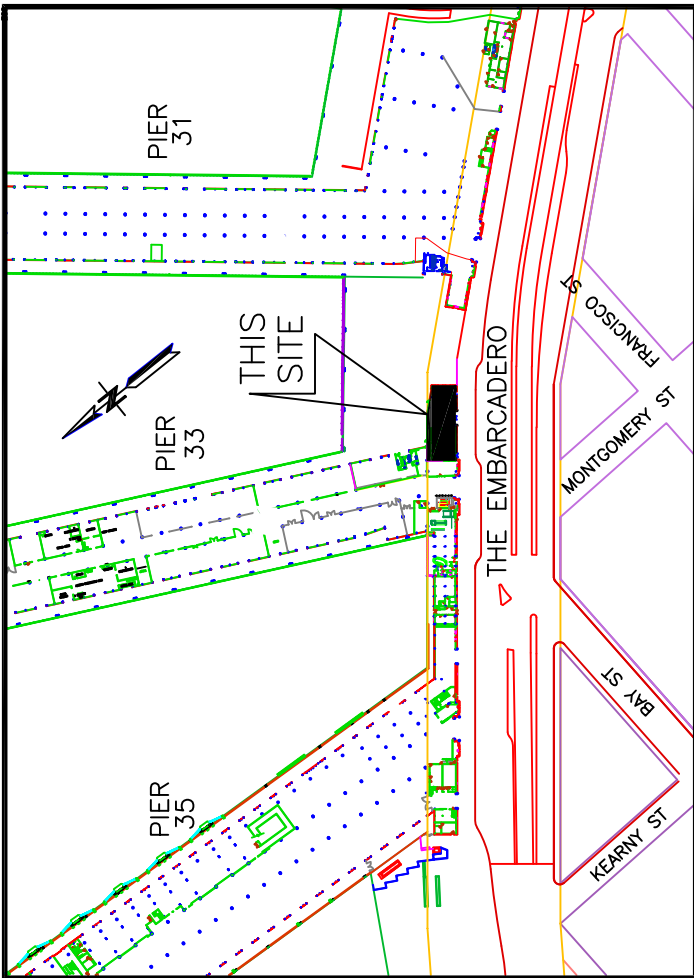 PIER
31
THIS
SITE
PIER
33
THE EMBARCADERO
FRANCISCO ST
MONTGOMERY ST
BAY ST
PIER
35
KEARNY ST
N